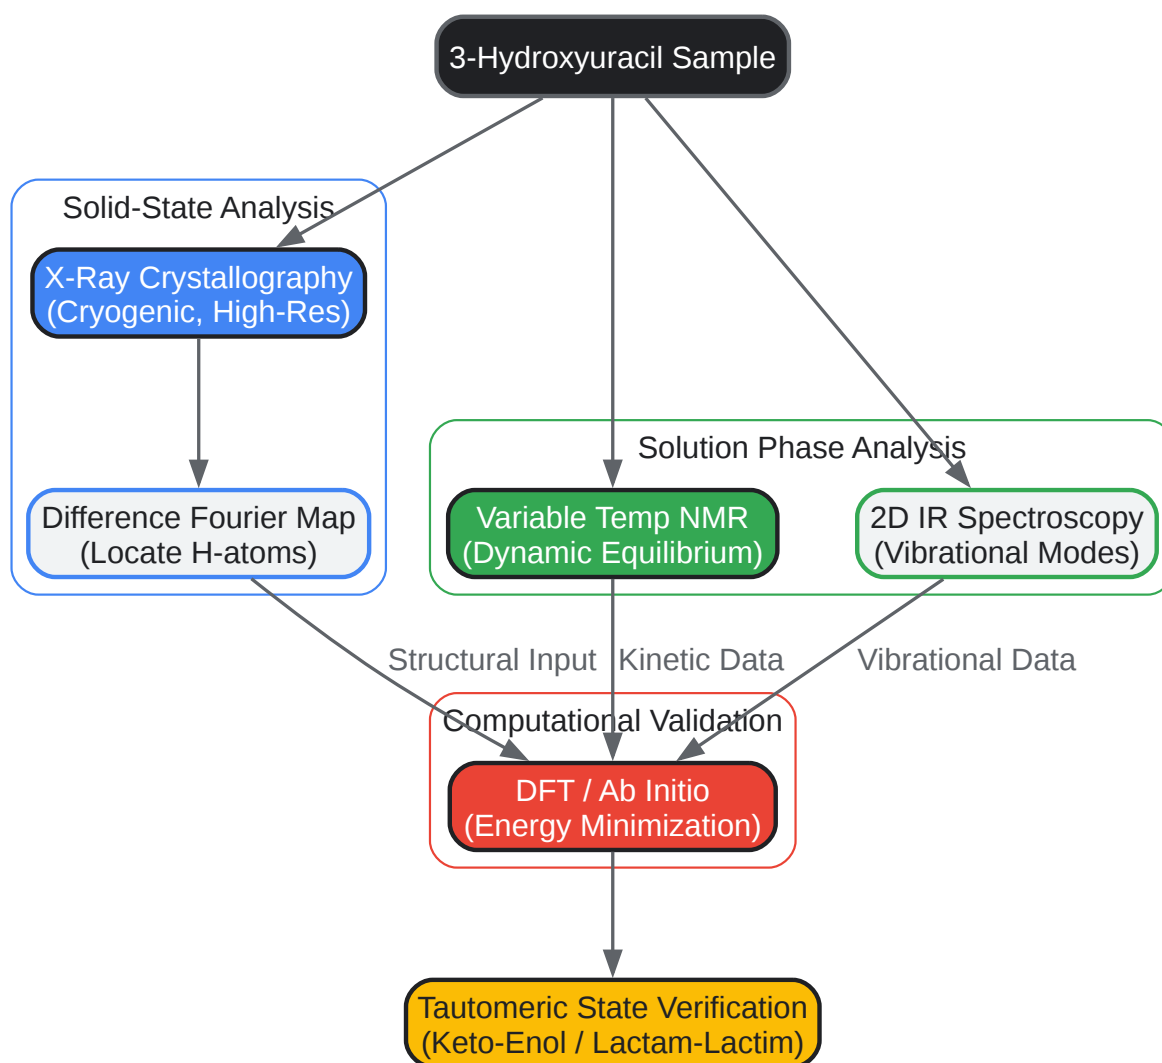 3-Hydroxyuracil Sample
Solid-State Analysis
X-Ray Crystallography
(Cryogenic, High-Res)
Difference Fourier Map
(Locate H-atoms)
Solution Phase Analysis
Variable Temp NMR
(Dynamic Equilibrium)
2D IR Spectroscopy
(Vibrational Modes)
Structural Input
Kinetic Data
Vibrational Data
Computational Validation
DFT / Ab Initio
(Energy Minimization)
Tautomeric State Verification
(Keto-Enol / Lactam-Lactim)